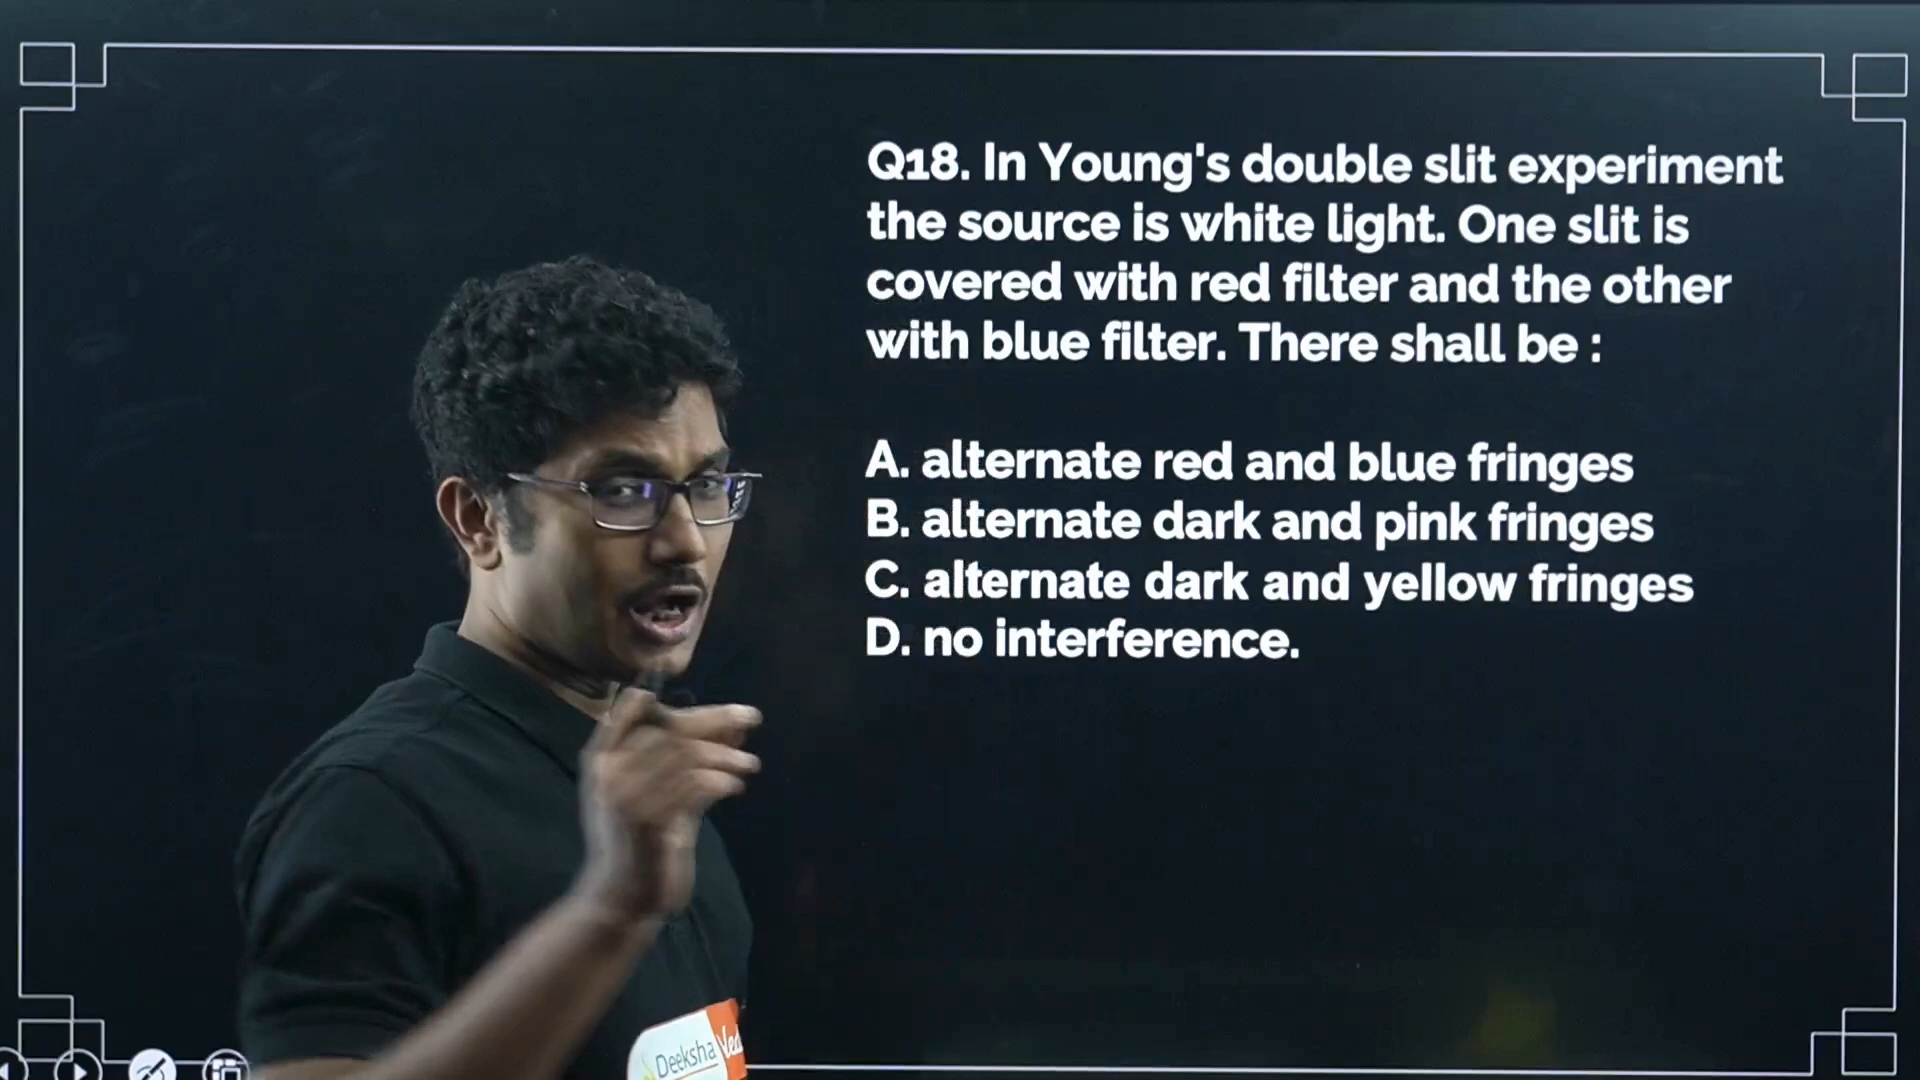 Q18. In Young's double slit experiment
the source is white light. One slit is
covered with red filter and the other
with blue filter. There shall be :
A. alternate red and blue fringes
B. alternate dark and pink fringes
C. alternate dark and yellow fringes
D. no interference.
Deeksha